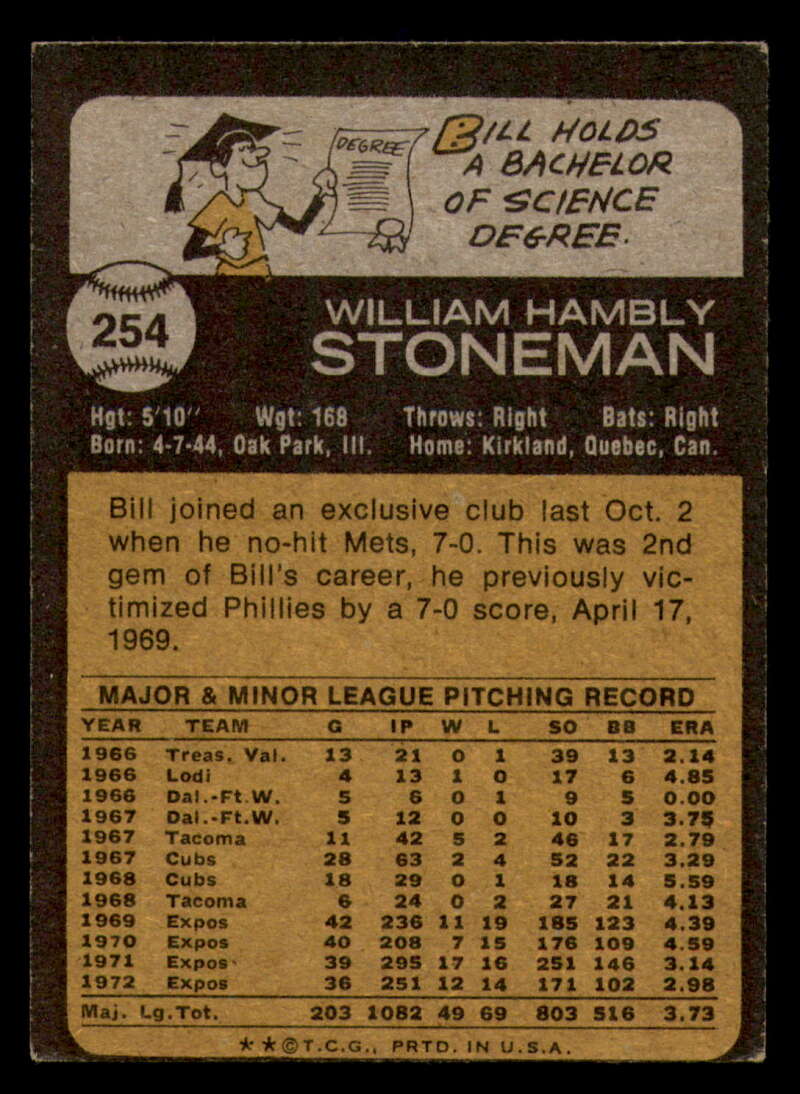 DEGREE
BILL HOLDS
A BACHELOR
OF SCIENCE
DEGREE.
254
WILLIAM HAMBLY
STONEMAN
Hgt: 5'10" Wgt: 168 Throws: Right Bats: Right
Born: 4-7-44, Oak Park, Ill. Home: Kirkland, Quebec, Can.
Bill joined an exclusive club last Oct. 2
when he no-hit Mets, 7-0. This was 2nd
gem of Bill's career, he previously vic-
timized Phillies by a 7-0 score, April 17,
1969.
MAJOR & MINOR LEAGUE PITCHING RECORD
YEAR TEAM G IP W L SO BB ERA
1966 Treas. Val. 13 21 0 1 39 13 2.14
1966 Lodi 4 13 1 0 17 6 4.85
1966 Dal.-Ft.W. 5 6 0 1 9 5 0.00
1967 Dal.-Ft.W. 5 12 0 0 10 3 3.75
1967 Tacoma 11 42 5 2 46 17 2.79
1967 Cubs 28 63 2 4 52 22 3.29
1968 Cubs 18 29 0 1 18 14 5.59
1968 Tacoma 6 24 0 2 27 21 4.13
1969 Expos 42 236 11 19 185 123 4.39
1970 Expos 40 208 7 15 176 109 4.59
1971 Expos 39 295 17 16 251 146 3.14
1972 Expos 36 251 12 14 171 102 2.98
Maj. Lg.Tot. 203 1082 49 69 803 516 3.73
★★©T.C.G., PRTD. IN U.S.A.